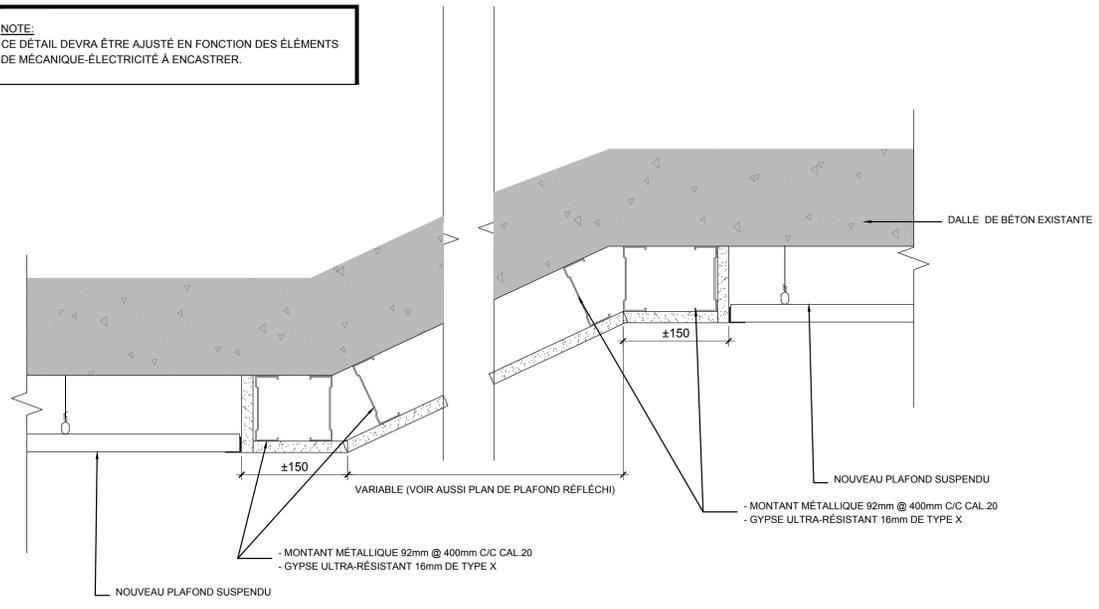 NOTE:
CE DÉTAIL DEVRA ÊTRE AJUSTÉ EN FONCTION DES ÉLÉMENTS
DE MÉCANIQUE-ÉLECTRICITÉ À ENCASTRER.
DALLE DE BÉTON EXISTANTE
±150
±150
VARIABLE (VOIR AUSSI PLAN DE PLAFOND RÉFLÉCHI)
NOUVEAU PLAFOND SUSPENDU
- MONTANT MÉTALLIQUE 92mm @ 400mm C/C CAL.20
- GYPSE ULTRA-RÉSISTANT 16mm DE TYPE X
- MONTANT MÉTALLIQUE 92mm @ 400mm C/C CAL.20
- GYPSE ULTRA-RÉSISTANT 16mm DE TYPE X
NOUVEAU PLAFOND SUSPENDU